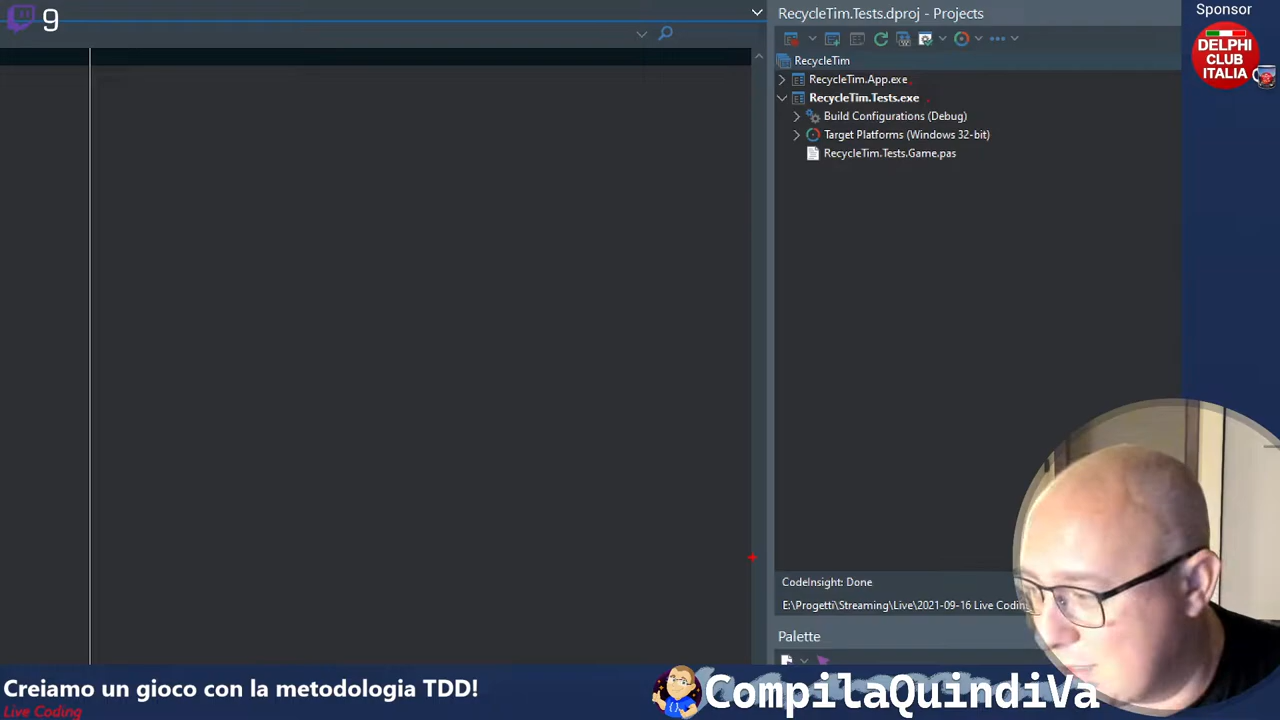 9
RecycleTim.Tests.dproj - Projects
RecycleTim
RecycleTim.App.exe
RecycleTim.Tests.exe
Build Configurations (Debug)
Target Platforms (Windows 32-bit)
RecycleTim.Tests.Game.pas
CodeInsight: Done
E:\Progetti\Streaming\Live\2021-09-16 Live Coding
Palette
Sponsor
DELPHI
CLUB
ITALIA
Creiamo un gioco con la metodologia TDD!
Live Coding
CompilaQuindiVa